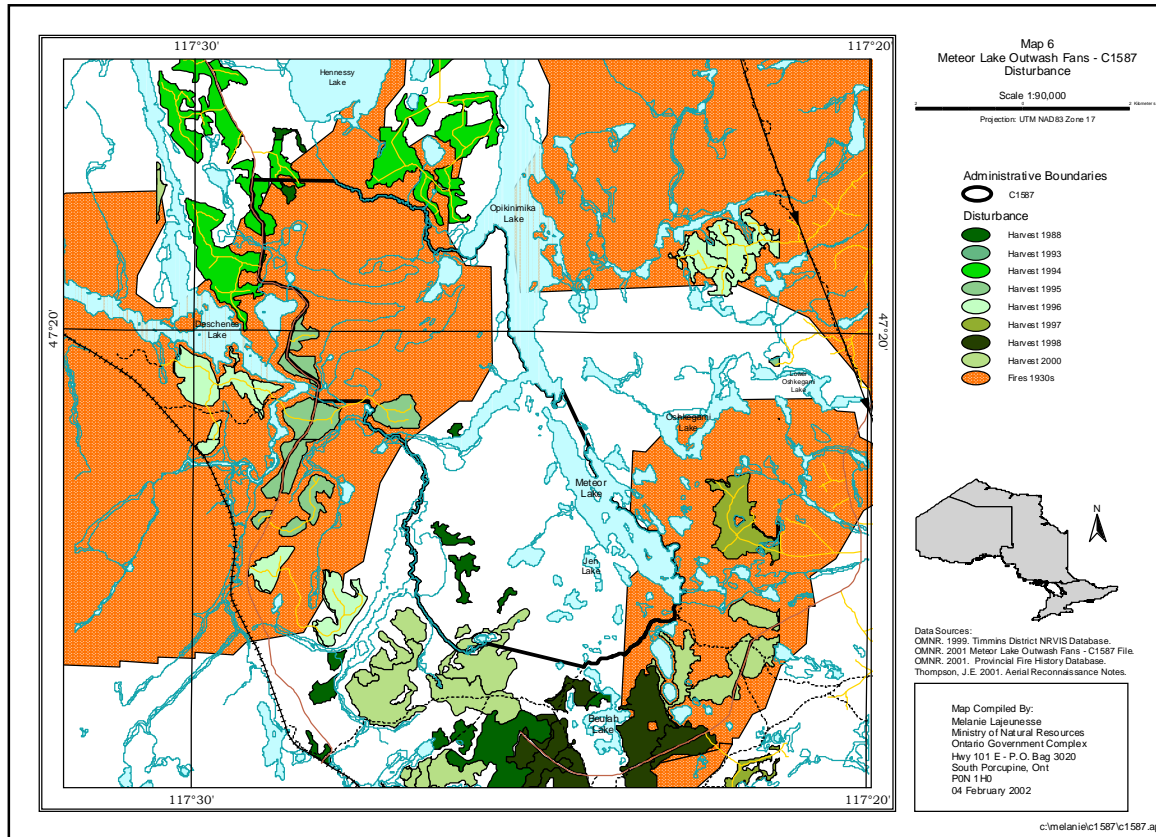 117°30'
117°20'
Hennessy
Lake
Opikinimika
Lake
Deschenes
Lake
47°20'
47°20'
Lower
Oshkegami
Lake
Oshkegami
Lake
Meteor
Lake
Jen
Lake
Beulah
Lake
117°30'
117°20'
Map 6
Meteor Lake Outwash Fans - C1587
Disturbance
Scale 1:90,000
2 0 2 Kilometers
Projection: UTM NAD83 Zone 17
Administrative Boundaries
C1587
Disturbance
Harvest 1988
Harvest 1993
Harvest 1994
Harvest 1995
Harvest 1996
Harvest 1997
Harvest 1998
Harvest 2000
Fires 1930s
N
Data Sources:
OMNR. 1999. Timmins District NRVIS Database.
OMNR. 2001 Meteor Lake Outwash Fans - C1587 File.
OMNR. 2001. Provincial Fire History Database.
Thompson, J.E. 2001. Aerial Reconnaissance Notes.
Map Compiled By:
Melanie Lajeunesse
Ministry of Natural Resources
Ontario Government Complex
Hwy 101 E - P.O. Bag 3020
South Porcupine, Ont
P0N 1H0
04 February 2002
c:\melanie\c1587\c1587.ap